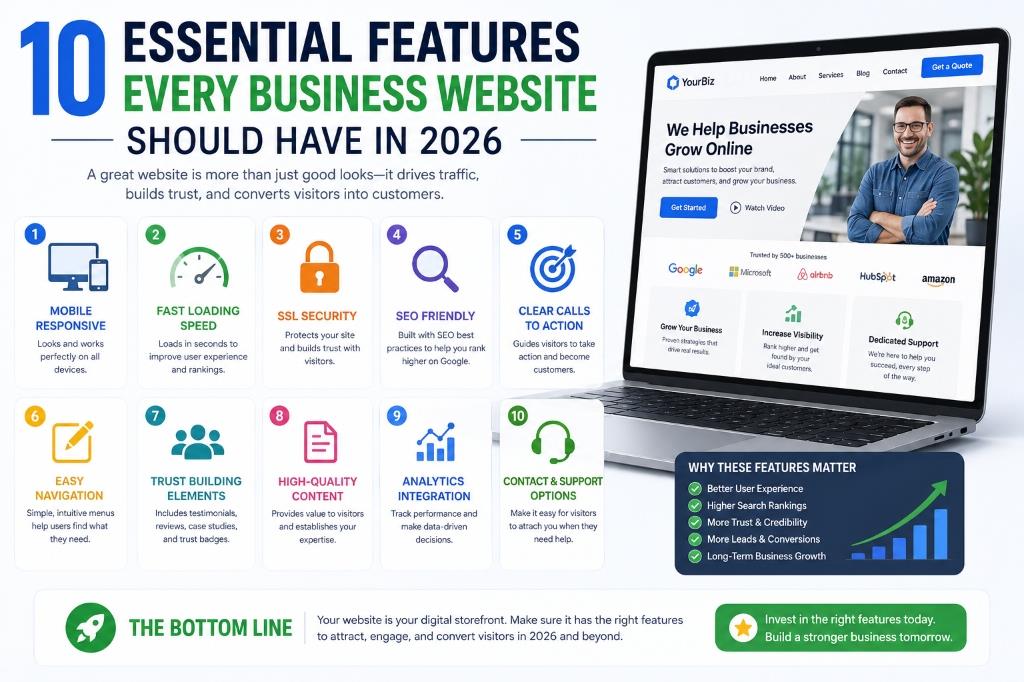 10
ESSENTIAL FEATURES
EVERY BUSINESS WEBSITE
SHOULD HAVE IN 2026
A great website is more than just good looks—it drives traffic,
builds trust, and converts visitors into customers.
1
MOBILE
RESPONSIVE
Looks and works
perfectly on all
devices.
2
FAST LOADING
SPEED
Loads in seconds to
improve user experience
and rankings.
3
SSL SECURITY
Protects your site
and builds trust with
visitors.
4
SEO FRIENDLY
Built with SEO best
practices to help you rank
higher on Google.
5
CLEAR CALLS
TO ACTION
Guides visitors to take
action and become
customers.
6
EASY
NAVIGATION
Simple, intuitive menus
help users find what
they need.
7
TRUST BUILDING
ELEMENTS
Includes testimonials,
reviews, case studies,
and trust badges.
8
HIGH-QUALITY
CONTENT
Provides value to visitors
and establishes your
expertise.
9
ANALYTICS
INTEGRATION
Track performance and
make data-driven
decisions.
10
CONTACT & SUPPORT
OPTIONS
Make it easy for visitors
to attract you when they
need help.
YourBiz
Home About Services Blog Contact Get a Quote
We Help Businesses
Grow Online
Smart solutions to boost your brand,
attract customers, and grow your business.
Get Started Watch Video
Trusted by 500+ businesses
Google Microsoft airbnb HubSpot amazon
Grow Your Business
Proven strategies that
drive real results.
Increase Visibility
Rank higher and get
found by your
ideal customers.
Dedicated Support
We're here to help you
succeed, every step
of the way.
WHY THESE FEATURES MATTER
Better User Experience
Higher Search Rankings
More Trust & Credibility
More Leads & Conversions
Long-Term Business Growth
THE BOTTOM LINE
Your website is your digital storefront. Make sure it has the right features
to attract, engage, and convert visitors in 2026 and beyond.
Invest in the right features today.
Build a stronger business tomorrow.